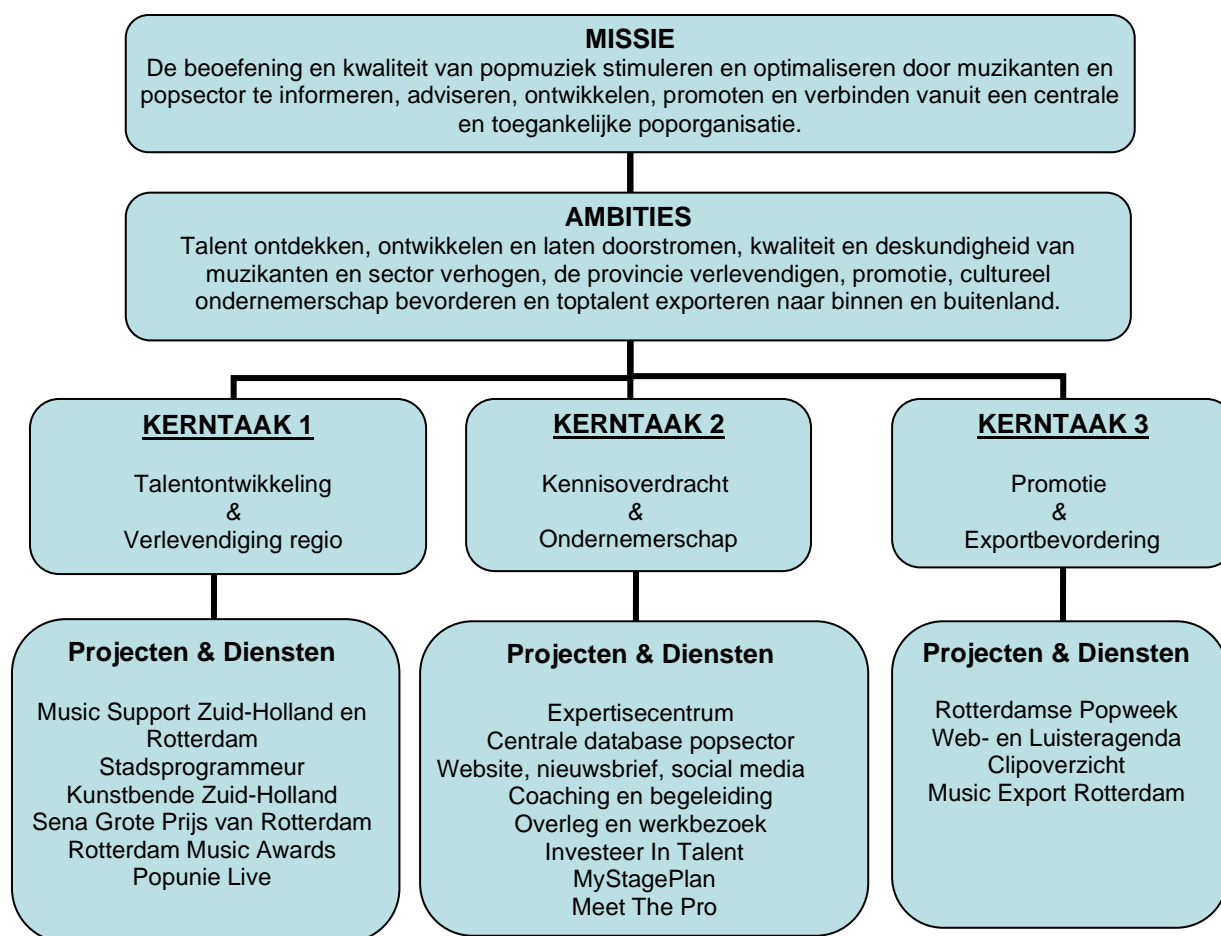 MISSIE
De beoefening en kwaliteit van popmuziek stimuleren en optimaliseren door muzikanten en
popsector te informeren, adviseren, ontwikkelen, promoten en verbinden vanuit een centrale
en toegankelijke poporganisatie.
AMBITIES
Talent ontdekken, ontwikkelen en laten doorstromen, kwaliteit en deskundigheid van
muzikanten en sector verhogen, de provincie verlevendigen, promotie, cultureel
ondernemerschap bevorderen en toptalent exporteren naar binnen en buitenland.
KERNTAAK 1
Talentontwikkeling
&
Verlevendiging regio
KERNTAAK 2
Kennisoverdracht
&
Ondernemerschap
KERNTAAK 3
Promotie
&
Exportbevordering
Projecten & Diensten
Music Support Zuid-Holland en
Rotterdam
Stadsprogrammeur
Kunstbende Zuid-Holland
Sena Grote Prijs van Rotterdam
Rotterdam Music Awards
Popunie Live
Projecten & Diensten
Expertisecentrum
Centrale database popsector
Website, nieuwsbrief, social media
Coaching en begeleiding
Overleg en werkbezoek
Investeer In Talent
MyStagePlan
Meet The Pro
Projecten & Diensten
Rotterdamse Popweek
Web- en Luisteragenda
Clipoverzicht
Music Export Rotterdam